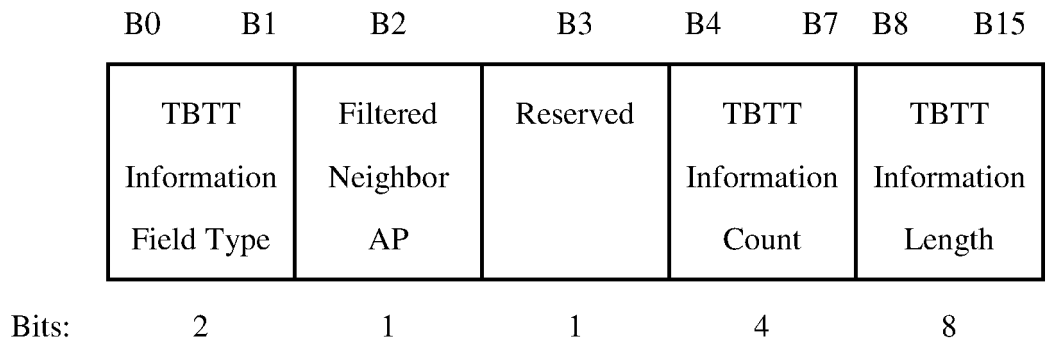 B0 B1 B2 B3 B4 B7 B8 B15
TBTT Filtered Reserved TBTT TBTT
Information Neighbor Information Information
Field Type AP Count Length
Bits: 2 1 1 4 8